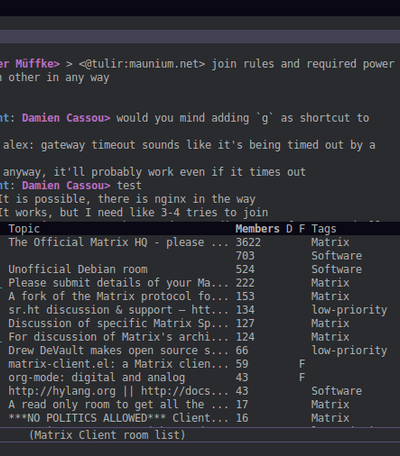 er Müffke> > <@tulir:maunium.net> join rules and required power
n other in any way
nt: Damien Cassou> would you mind adding `g` as shortcut to
alex: gateway timeout sounds like it's being timed out by a
anyway, it'll probably work even if it times out
nt: Damien Cassou> test
It is possible, there is nginx in the way
It works, but I need like 3-4 tries to join
Topic Members D F Tags
The Official Matrix HQ - please ... 3622 Matrix
703 Software
Unofficial Debian room 524 Software
Please submit details of your Ma... 222 Matrix
A fork of the Matrix protocol fo... 153 Matrix
sr.ht discussion & support — htt... 134 low-priority
Discussion of specific Matrix Sp... 127 Matrix
For discussion of Matrix's archi... 124 Matrix
Drew DeVault makes open source s... 66 low-priority
matrix-client.el: a Matrix clien... 59 F
org-mode: digital and analog 43 F
http://hylang.org || http://docs... 43 Software
A read only room to get all the ... 17 Matrix
***NO POLITICS ALLOWED*** Client... 16 Matrix
(Matrix Client room list)